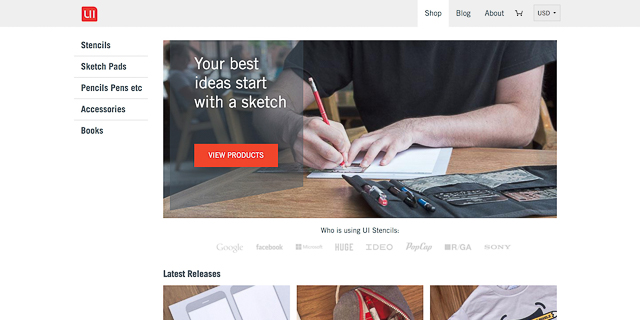 UI
Shop
Blog
About
USD
Stencils
Sketch Pads
Pencils Pens etc
Accessories
Books
Your best
ideas start
with a sketch
VIEW PRODUCTS
Who is using UI Stencils:
Google facebook Microsoft HUGE IDEO PopCap R/GA SONY
Latest Releases